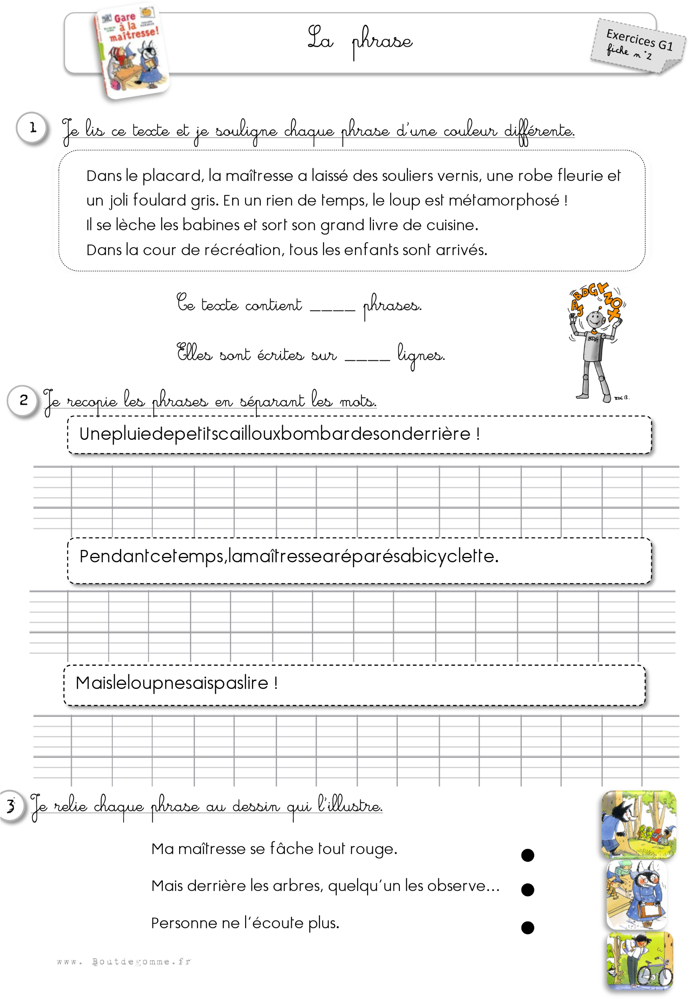 Gare
à la
maîtresse!
La phrase
Exercices G1
fiche n°2
1
Je lis ce texte et je souligne chaque phrase d'une couleur différente.
Dans le placard, la maîtresse a laissé des souliers vernis, une robe fleurie et
un joli foulard gris. En un rien de temps, le loup est métamorphosé !
Il se lèche les babines et sort son grand livre de cuisine.
Dans la cour de récréation, tous les enfants sont arrivés.
Ce texte contient ____ phrases.
Elles sont écrites sur ____ lignes.
A B D G Y N O X J
BDG
BDG 13.
2
Je recopie les phrases en séparant les mots.
Unepluiedepetitscaillouxbombardesonderrière !
Pendantcetemps,lamaîtressearéparésabicyclette.
Maisleloupnesaispaslire !
3
Je relie chaque phrase au dessin qui l'illustre.
Ma maîtresse se fâche tout rouge.
Mais derrière les arbres, quelqu'un les observe...
Personne ne l'écoute plus.
www. Boutdegomme.fr